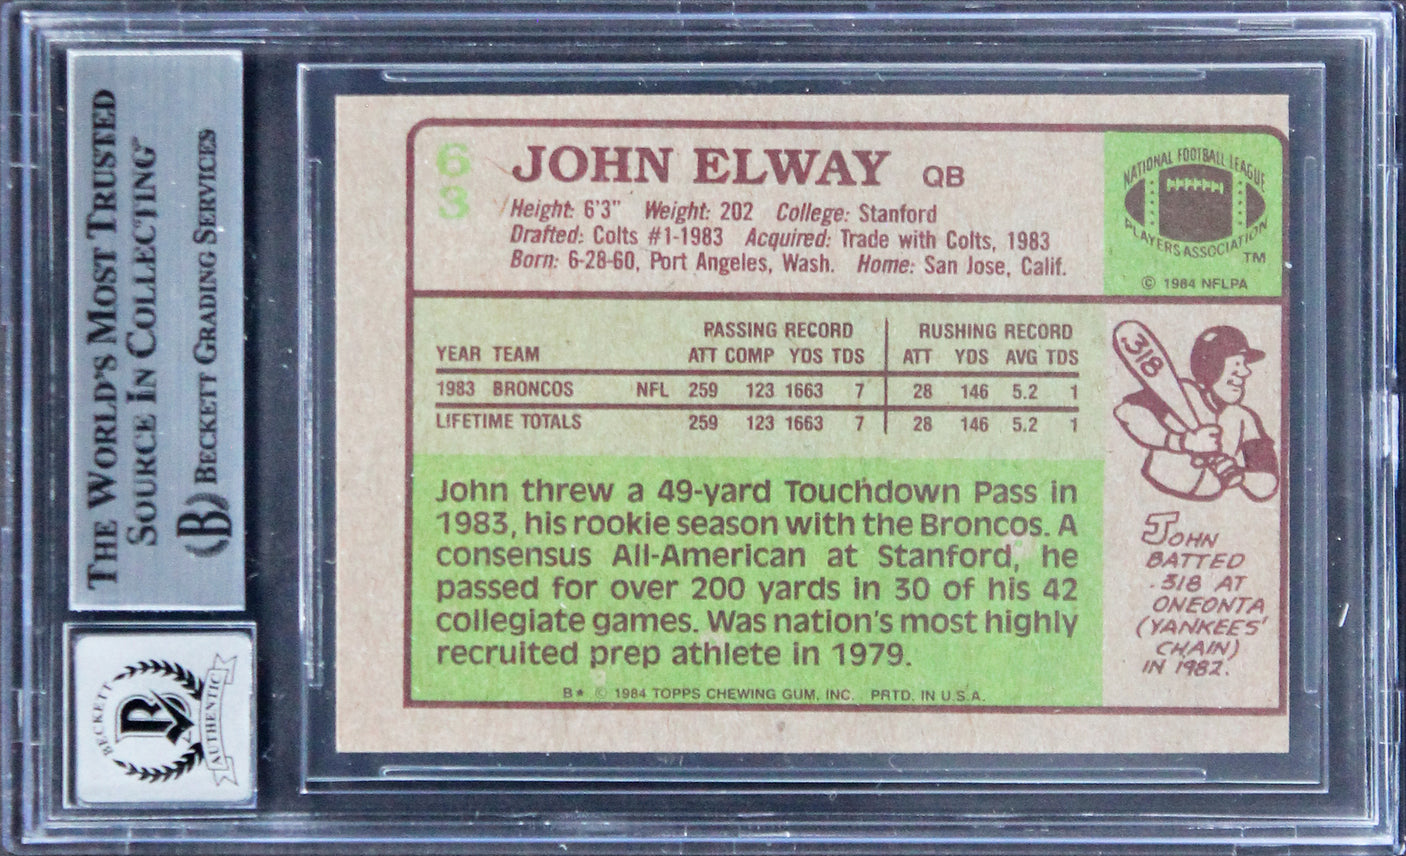 THE WORLD'S MOST TRUSTED
SOURCE IN COLLECTING™
BECKETT GRADING SERVICES
BECKETT
AUTHENTIC
63
JOHN ELWAY QB
Height: 6'3" Weight: 202 College: Stanford
Drafted: Colts #1-1983 Acquired: Trade with Colts, 1983
Born: 6-28-60, Port Angeles, Wash. Home: San Jose, Calif.
NATIONAL FOOTBALL LEAGUE
PLAYERS ASSOCIATION
TM
© 1984 NFLPA
PASSING RECORD RUSHING RECORD
YEAR TEAM ATT COMP YDS TDS ATT YDS AVG TDS
1983 BRONCOS NFL 259 123 1663 7 28 146 5.2 1
LIFETIME TOTALS 259 123 1663 7 28 146 5.2 1
John threw a 49-yard Touchdown Pass in
1983, his rookie season with the Broncos. A
consensus All-American at Stanford, he
passed for over 200 yards in 30 of his 42
collegiate games. Was nation's most highly
recruited prep athlete in 1979.
.318
JOHN
BATTED
.318 AT
ONEONTA
(YANKEES'
CHAIN)
IN 1982.
B★ © 1984 TOPPS CHEWING GUM, INC. PRTD. IN U.S.A.